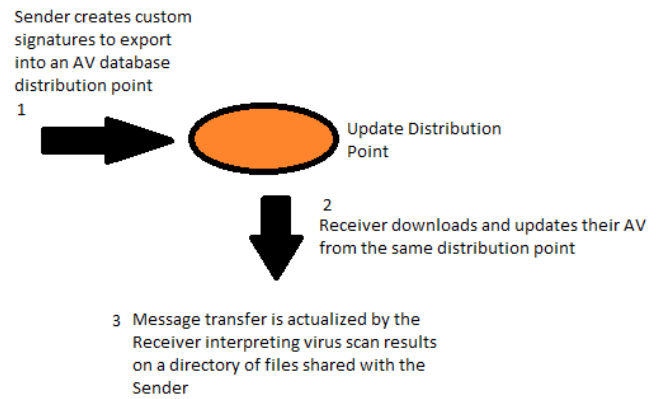 Sender creates custom
signatures to export
into an AV database
distribution point
1
Update Distribution
Point
2
Receiver downloads and updates their AV
from the same distribution point
3 Message transfer is actualized by the
Receiver interpreting virus scan results
on a directory of files shared with the
Sender